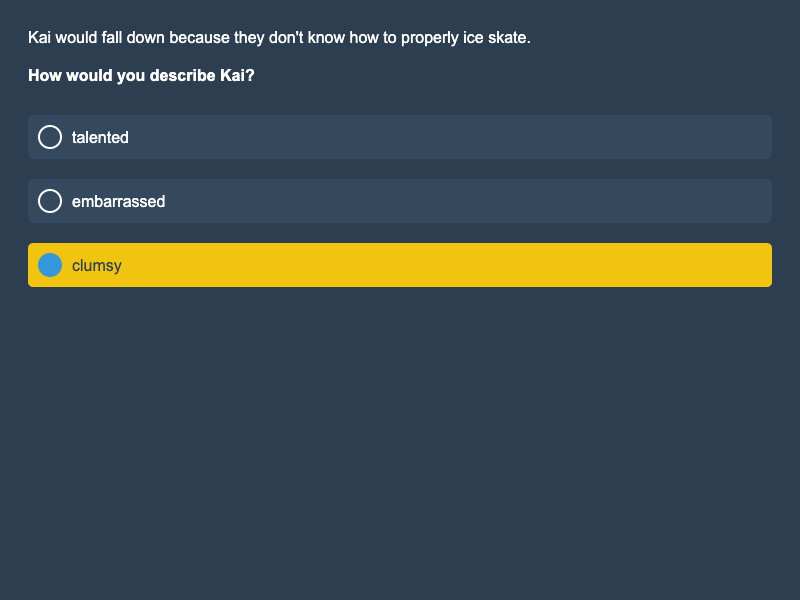 Kai would fall down because they don't know how to properly ice skate.
How would you describe Kai?
talented
embarrassed
clumsy